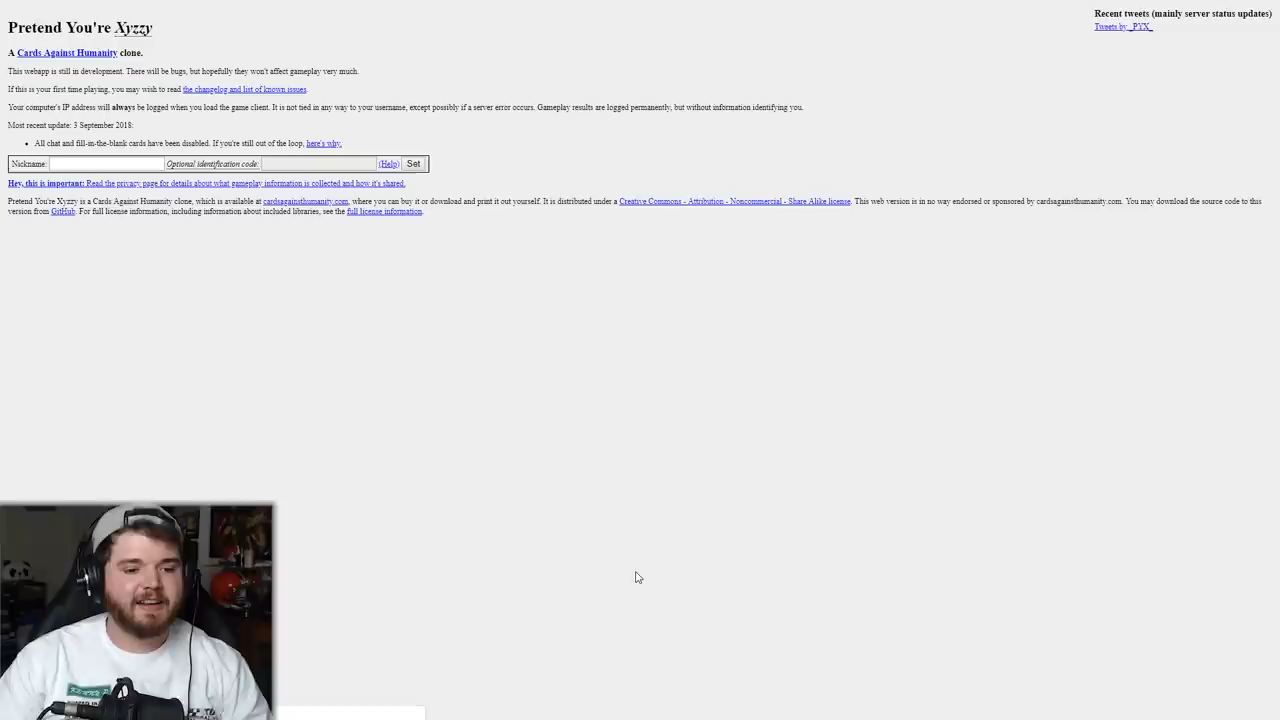 Pretend You're Xyzzy
Recent tweets (mainly server status updates)
Tweets by _PYX_
A Cards Against Humanity clone.
This webapp is still in development. There will be bugs, but hopefully they won't affect gameplay very much.
If this is your first time playing, you may wish to read the changelog and list of known issues.
Your computer's IP address will always be logged when you load the game client. It is not tied in any way to your username, except possibly if a server error occurs. Gameplay results are logged permanently, but without information identifying you.
Most recent update: 3 September 2018:
• All chat and fill-in-the-blank cards have been disabled. If you're still out of the loop, here's why.
Nickname: Optional identification code: (Help) Set
Hey, this is important: Read the privacy page for details about what gameplay information is collected and how it's shared.
Pretend You're Xyzzy is a Cards Against Humanity clone, which is available at cardsagainsthumanity.com, where you can buy it or download and print it out yourself. It is distributed under a Creative Commons - Attribution - Noncommercial - Share Alike license. This web version is in no way endorsed or sponsored by cardsagainsthumanity.com. You may download the source code to this
version from GitHub. For full license information, including information about included libraries, see the full license information.